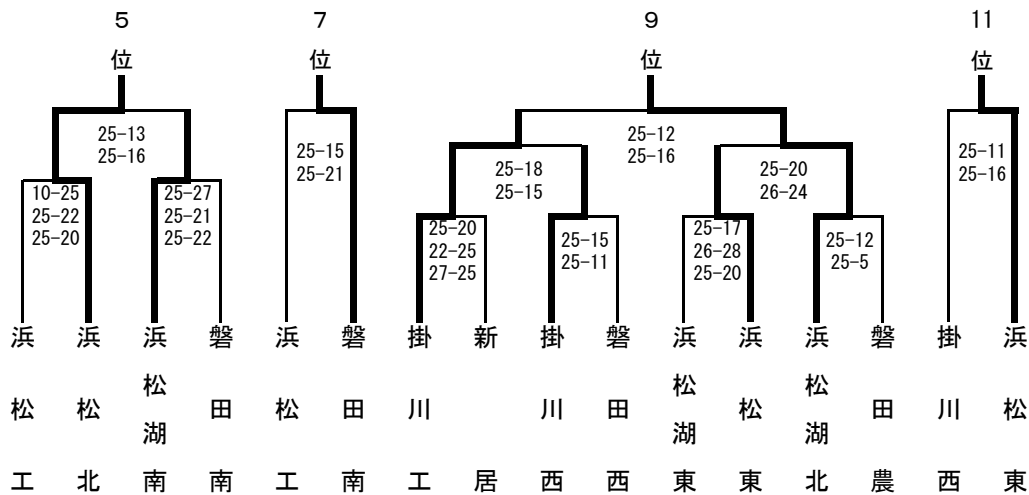 5位
7位
9位
11位
25-13
25-16
10-25
25-22
25-20
25-27
25-21
25-22
25-15
25-21
25-12
25-16
25-18
25-15
25-20
26-24
25-20
22-25
27-25
25-15
25-11
25-17
26-28
25-20
25-12
25-5
25-11
25-16
浜松工
浜松北
浜松湖南
磐田南
浜松工
磐田南
掛川工
新居
掛川西
磐田西
浜松湖東
浜松東
浜松湖北
磐田農
掛川西
浜松東